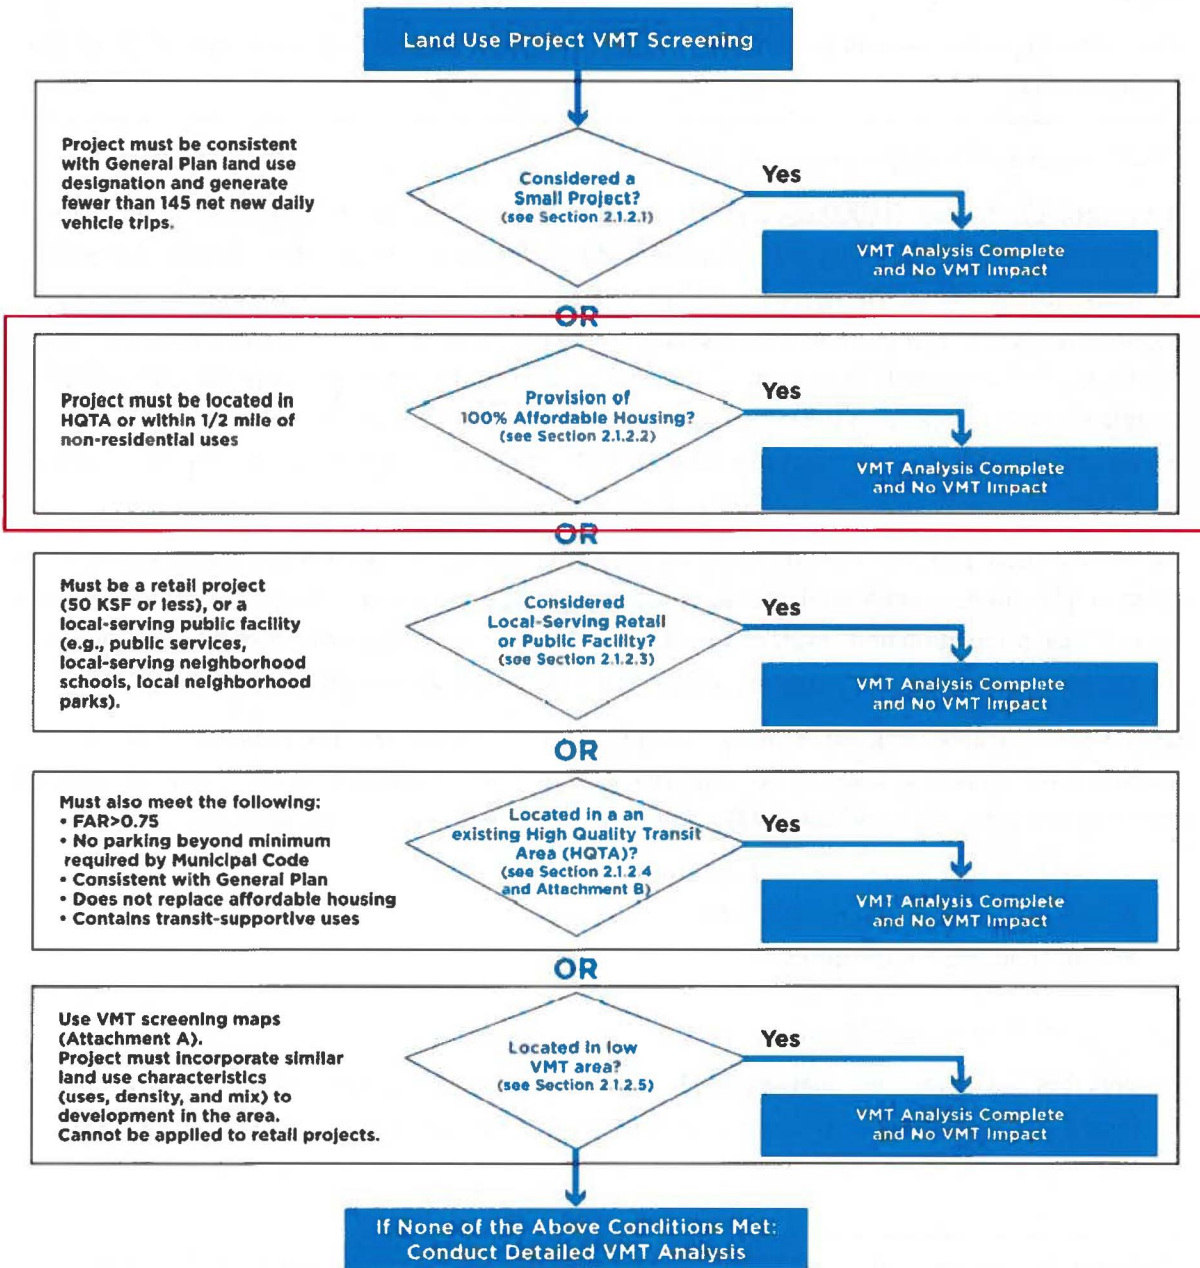 Land Use Project VMT Screening
Project must be consistent
with General Plan land use
designation and generate
fewer than 145 net new daily
vehicle trips.
Considered a
Small Project?
(see Section 2.1.2.1)
Yes
VMT Analysis Complete
and No VMT Impact
OR
Project must be located in
HQTA or within 1/2 mile of
non-residential uses
Provision of
100% Affordable Housing?
(see Section 2.1.2.2)
Yes
VMT Analysis Complete
and No VMT Impact
OR
Must be a retail project
(50 KSF or less), or a
local-serving public facility
(e.g., public services,
local-serving neighborhood
schools, local neighborhood
parks).
Considered
Local-Serving Retail
or Public Facility?
(see Section 2.1.2.3)
Yes
VMT Analysis Complete
and No VMT Impact
OR
Must also meet the following:
• FAR>0.75
• No parking beyond minimum
required by Municipal Code
• Consistent with General Plan
• Does not replace affordable housing
• Contains transit-supportive uses
Located in a an
existing High Quality Transit
Area (HQTA)?
(see Section 2.1.2.4
and Attachment B)
Yes
VMT Analysis Complete
and No VMT Impact
OR
Use VMT screening maps
(Attachment A).
Project must incorporate similar
land use characteristics
(uses, density, and mix) to
development in the area.
Cannot be applied to retail projects.
Located in low
VMT area?
(see Section 2.1.2.5)
Yes
VMT Analysis Complete
and No VMT Impact
If None of the Above Conditions Met:
Conduct Detailed VMT Analysis